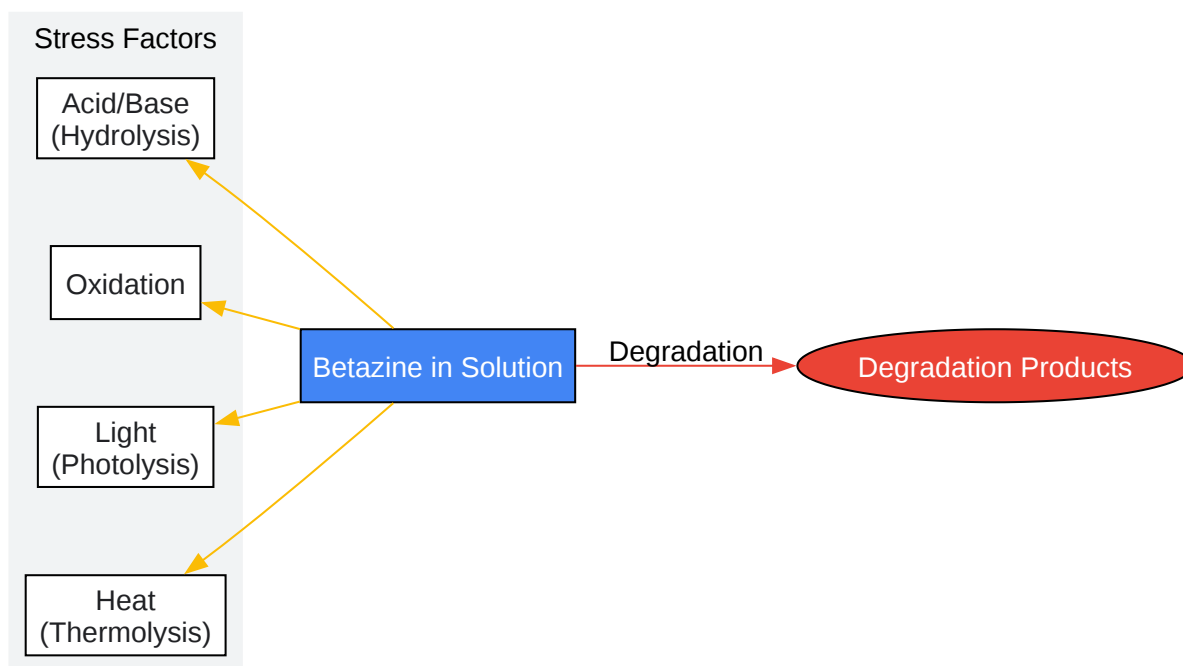 Stress Factors
Acid/Base
(Hydrolysis)
Oxidation
Light
(Photolysis)
Heat
(Thermolysis)
Betazine in Solution
Degradation
Degradation Products